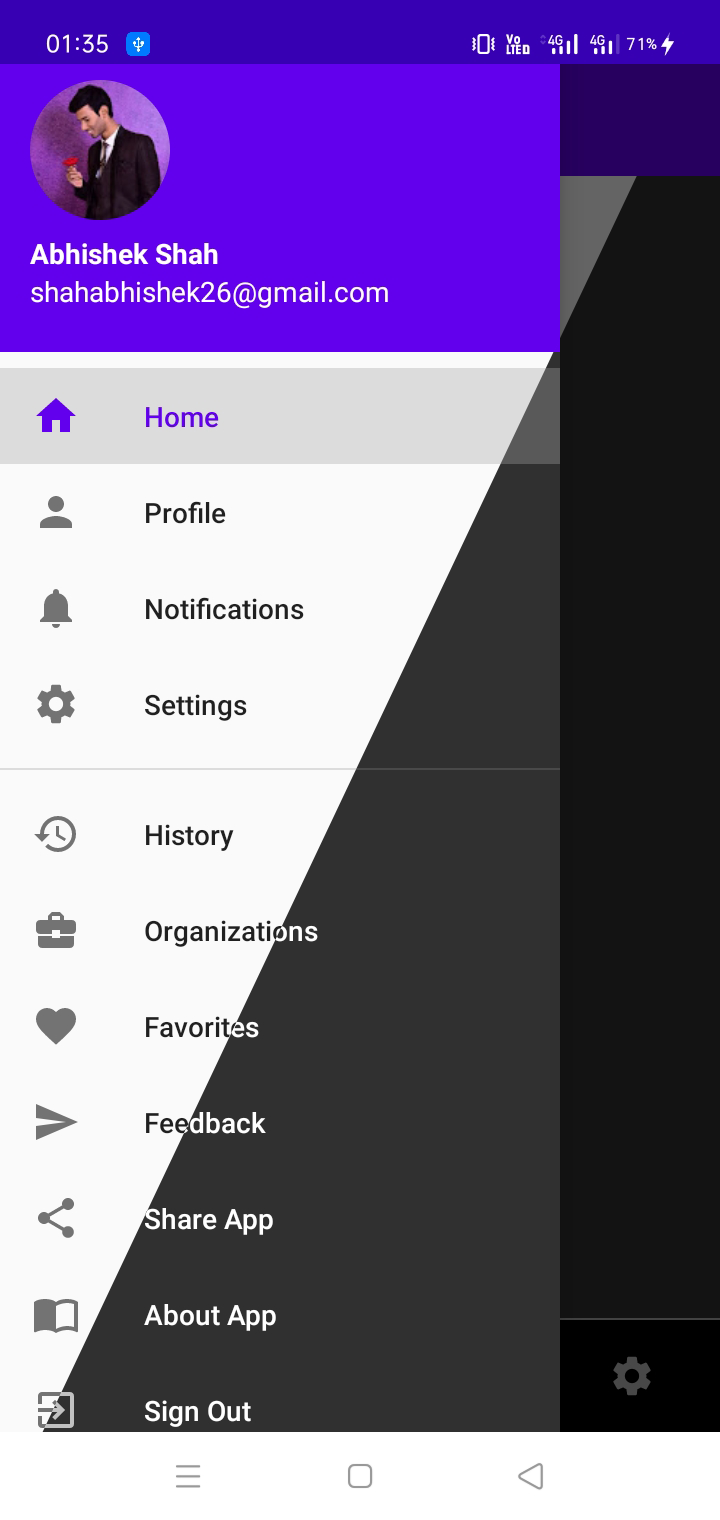 01:35
Vo LTED 4G 4G 71%
Abhishek Shah
shahabhishek26@gmail.com
Home
Profile
Notifications
Settings
History
Organizations
Favorites
Feedback
Share App
About App
Sign Out